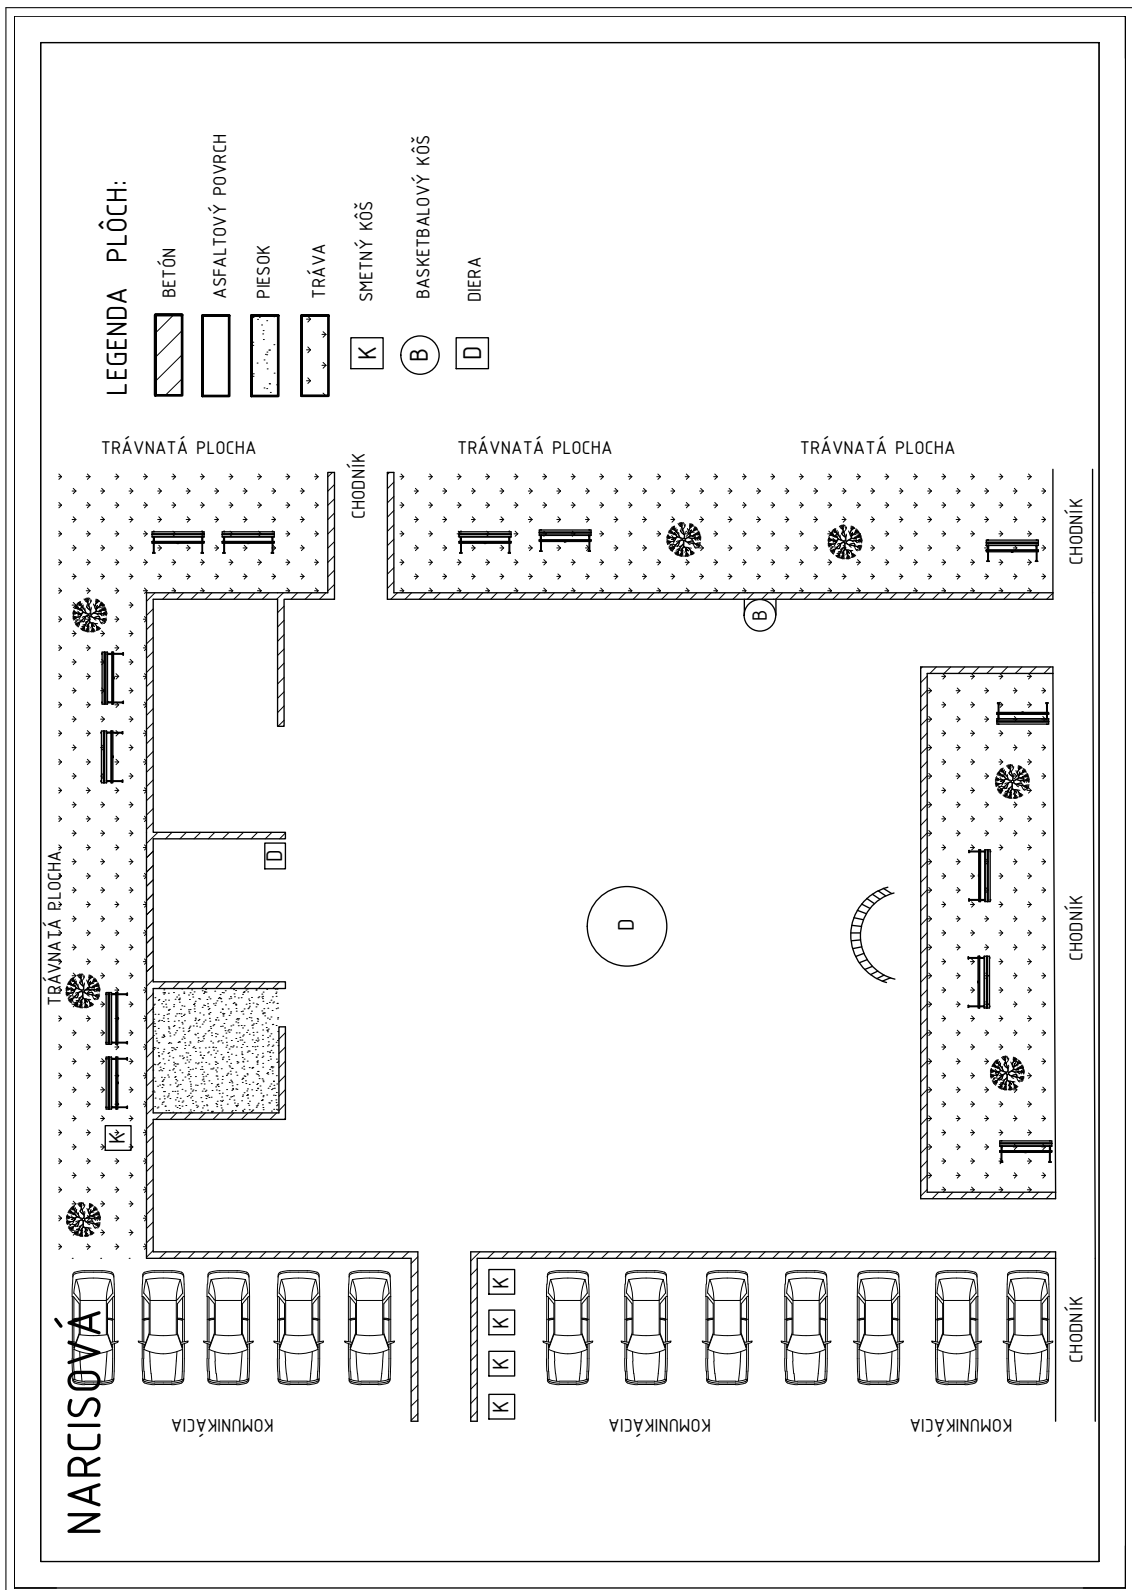 NARCISOVÁ
LEGENDA PLÔCH:
BETÓN
ASFALTOVÝ POVRCH
PIESOK
TRÁVA
K SMETNÝ KÔŠ
B BASKETBALOVÝ KÔŠ
D DIERA
TRÁVNATÁ PLOCHA
CHODNÍK
TRÁVNATÁ PLOCHA
TRÁVNATÁ PLOCHA
CHODNÍK
TRÁVNATÁ PLOCHA
B
D
D
CHODNÍK
K
K
K
K
K
CHODNÍK
KOMUNIKÁCIA
KOMUNIKÁCIA
KOMUNIKÁCIA